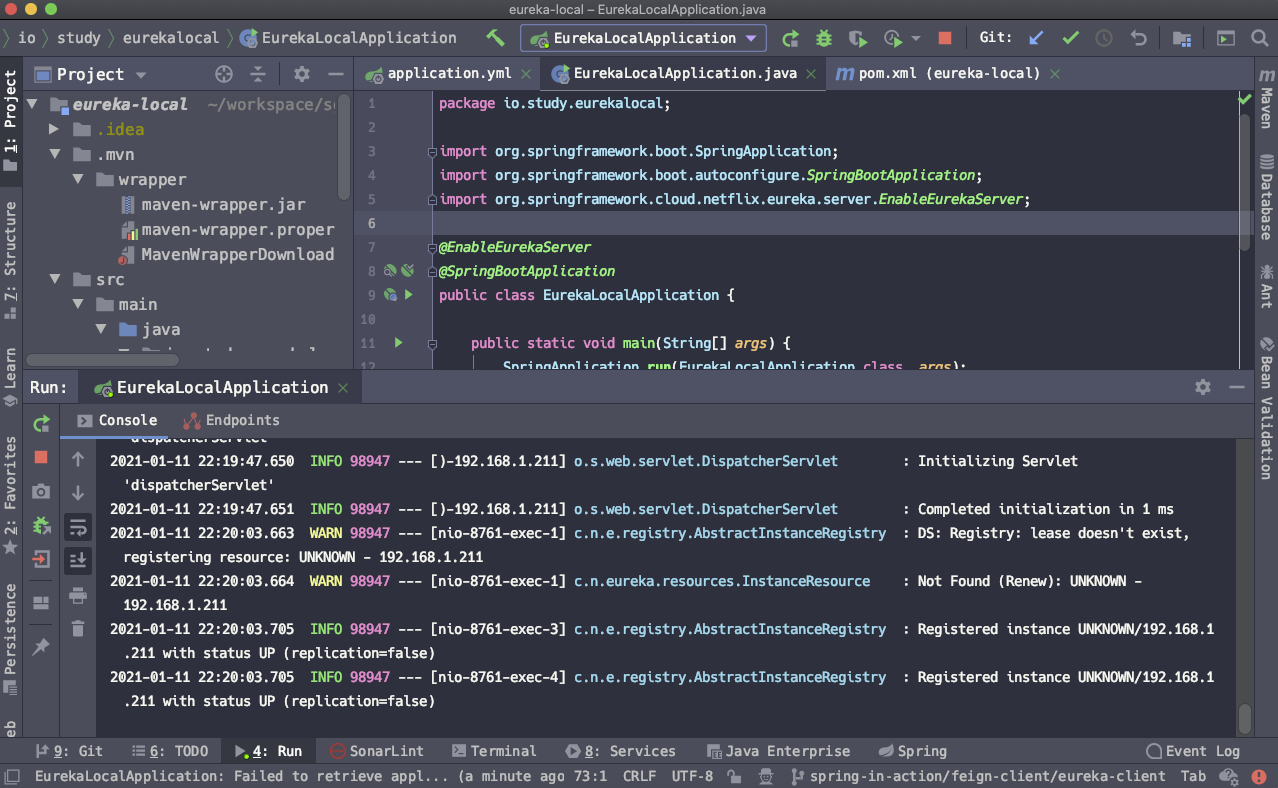 eureka-local – EurekaLocalApplication.java
io study eurekalocal EurekaLocalApplication EurekaLocalApplication Git:
Project application.yml EurekaLocalApplication.java m pom.xml (eureka-local) m
1: Project
7: Structure
Learn
2: Favorites
Persistence
eb
eureka-local ~/workspace/s
.idea
.mvn
wrapper
maven-wrapper.jar
maven-wrapper.proper
MavenWrapperDownload
src
main
java
1 package io.study.eurekalocal;
2
3 import org.springframework.boot.SpringApplication;
4 import org.springframework.boot.autoconfigure.SpringBootApplication;
5 import org.springframework.cloud.netflix.eureka.server.EnableEurekaServer;
6
7 @EnableEurekaServer
8 @SpringBootApplication
9 public class EurekaLocalApplication {
10
11 public static void main(String[] args) {
12 SpringApplication.run(EurekaLocalApplication.class, args);
Maven
Database
Ant
Bean Validation
Run: EurekaLocalApplication
Console Endpoints
'dispatcherServlet'
2021-01-11 22:19:47.650 INFO 98947 --- [)-192.168.1.211] o.s.web.servlet.DispatcherServlet : Initializing Servlet
'dispatcherServlet'
2021-01-11 22:19:47.651 INFO 98947 --- [)-192.168.1.211] o.s.web.servlet.DispatcherServlet : Completed initialization in 1 ms
2021-01-11 22:20:03.663 WARN 98947 --- [nio-8761-exec-1] c.n.e.registry.AbstractInstanceRegistry : DS: Registry: lease doesn't exist,
registering resource: UNKNOWN - 192.168.1.211
2021-01-11 22:20:03.664 WARN 98947 --- [nio-8761-exec-1] c.n.eureka.resources.InstanceResource : Not Found (Renew): UNKNOWN -
192.168.1.211
2021-01-11 22:20:03.705 INFO 98947 --- [nio-8761-exec-3] c.n.e.registry.AbstractInstanceRegistry : Registered instance UNKNOWN/192.168.1
.211 with status UP (replication=false)
2021-01-11 22:20:03.705 INFO 98947 --- [nio-8761-exec-4] c.n.e.registry.AbstractInstanceRegistry : Registered instance UNKNOWN/192.168.1
.211 with status UP (replication=false)
9: Git 6: TODO 4: Run SonarLint Terminal 8: Services Java Enterprise Spring Event Log
EurekaLocalApplication: Failed to retrieve appl... (a minute ago 73:1 CRLF UTF-8 spring-in-action/feign-client/eureka-client Tab